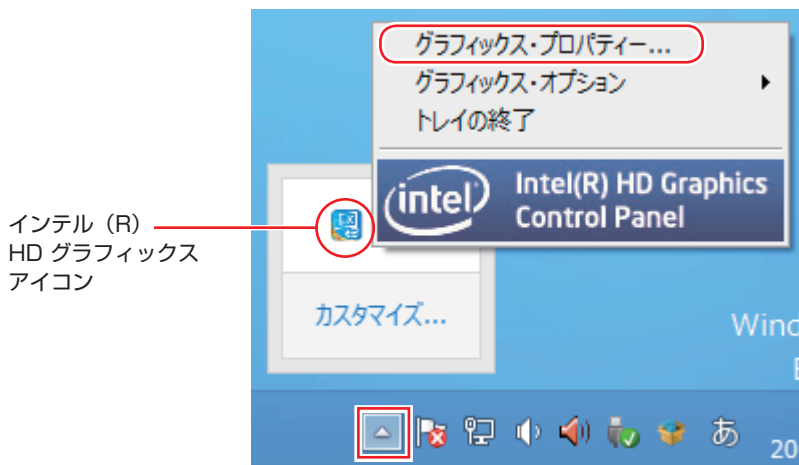 グラフィックス・プロパティー...
グラフィックス・オプション
トレイの終了
intel
Intel(R) HD Graphics
Control Panel
インテル（R）
HD グラフィックス
アイコン
カスタマイズ...
Wind
あ
20